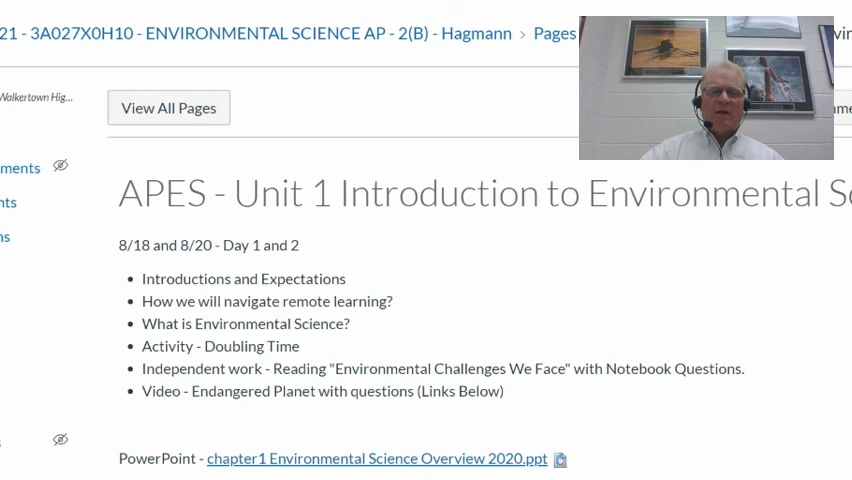 21 - 3A027X0H10 - ENVIRONMENTAL SCIENCE AP - 2(B) - Hagmann > Pages
Walkertown Hig...
View All Pages
ments
nts
ns
APES - Unit 1 Introduction to Environmental S
8/18 and 8/20 - Day 1 and 2
• Introductions and Expectations
• How we will navigate remote learning?
• What is Environmental Science?
• Activity - Doubling Time
• Independent work - Reading "Environmental Challenges We Face" with Notebook Questions.
• Video - Endangered Planet with questions (Links Below)
PowerPoint - chapter1 Environmental Science Overview 2020.ppt